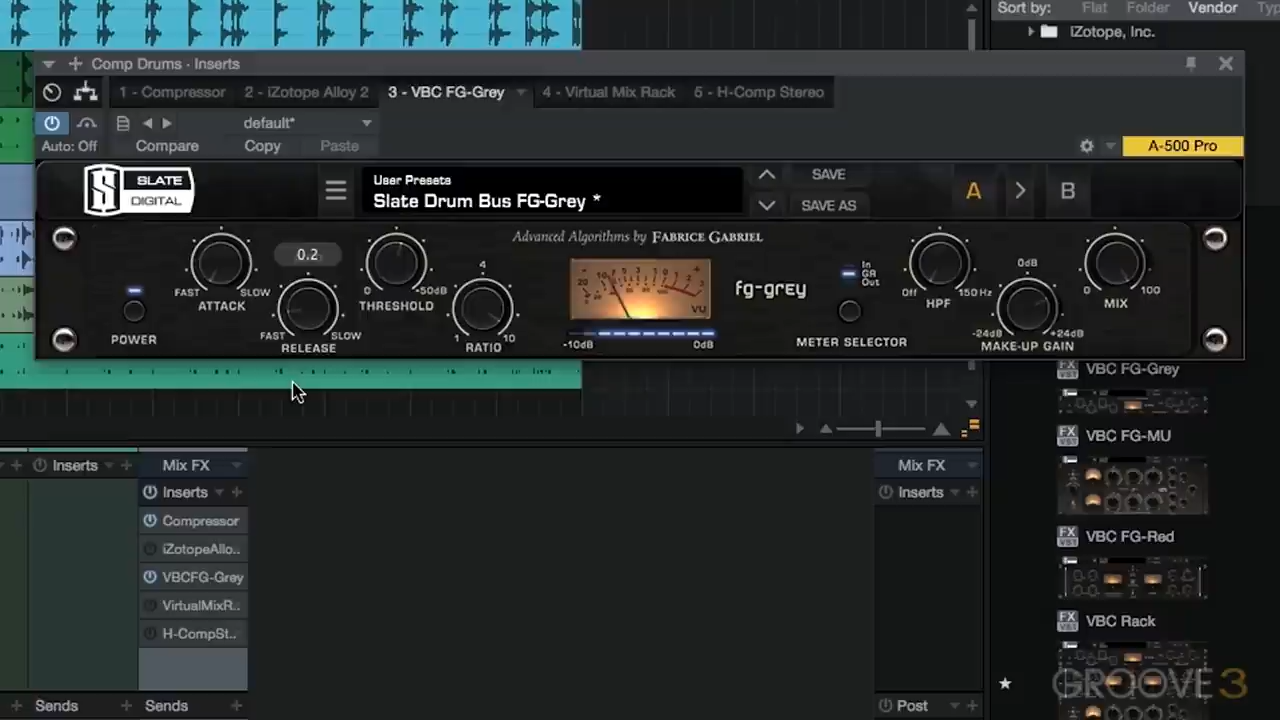 Sort by: Flat Folder Vendor
iZotope, Inc.
Comp Drums - Inserts
1 - Compressor 2 - iZotope Alloy 2 3 - VBC FG-Grey 4 - Virtual Mix Rack 5 - H-Comp Stereo
default*
Auto: Off Compare Copy Paste A-500 Pro
SLATE DIGITAL
User Presets
Slate Drum Bus FG-Grey *
SAVE
SAVE AS
A B
Advanced Algorithms by FABRICE GABRIEL
POWER
FAST SLOW
ATTACK
0.2
FAST SLOW
RELEASE
0 -50dB
THRESHOLD
4
1 10
RATIO
VU
-10dB 0dB
fg-grey
In
GR
Out
METER SELECTOR
Off 150 Hz
HPF
0dB
-24dB +24dB
MAKE-UP GAIN
0 100
MIX
VBC FG-Grey
VBC FG-MU
VBC FG-Red
VBC Rack
Inserts
Mix FX
Inserts
Compressor
iZotopeAllo..
VBCFG-Grey
VirtualMixR..
H-CompSt..
Sends
Sends
Mix FX
Inserts
Post
GROOVE3